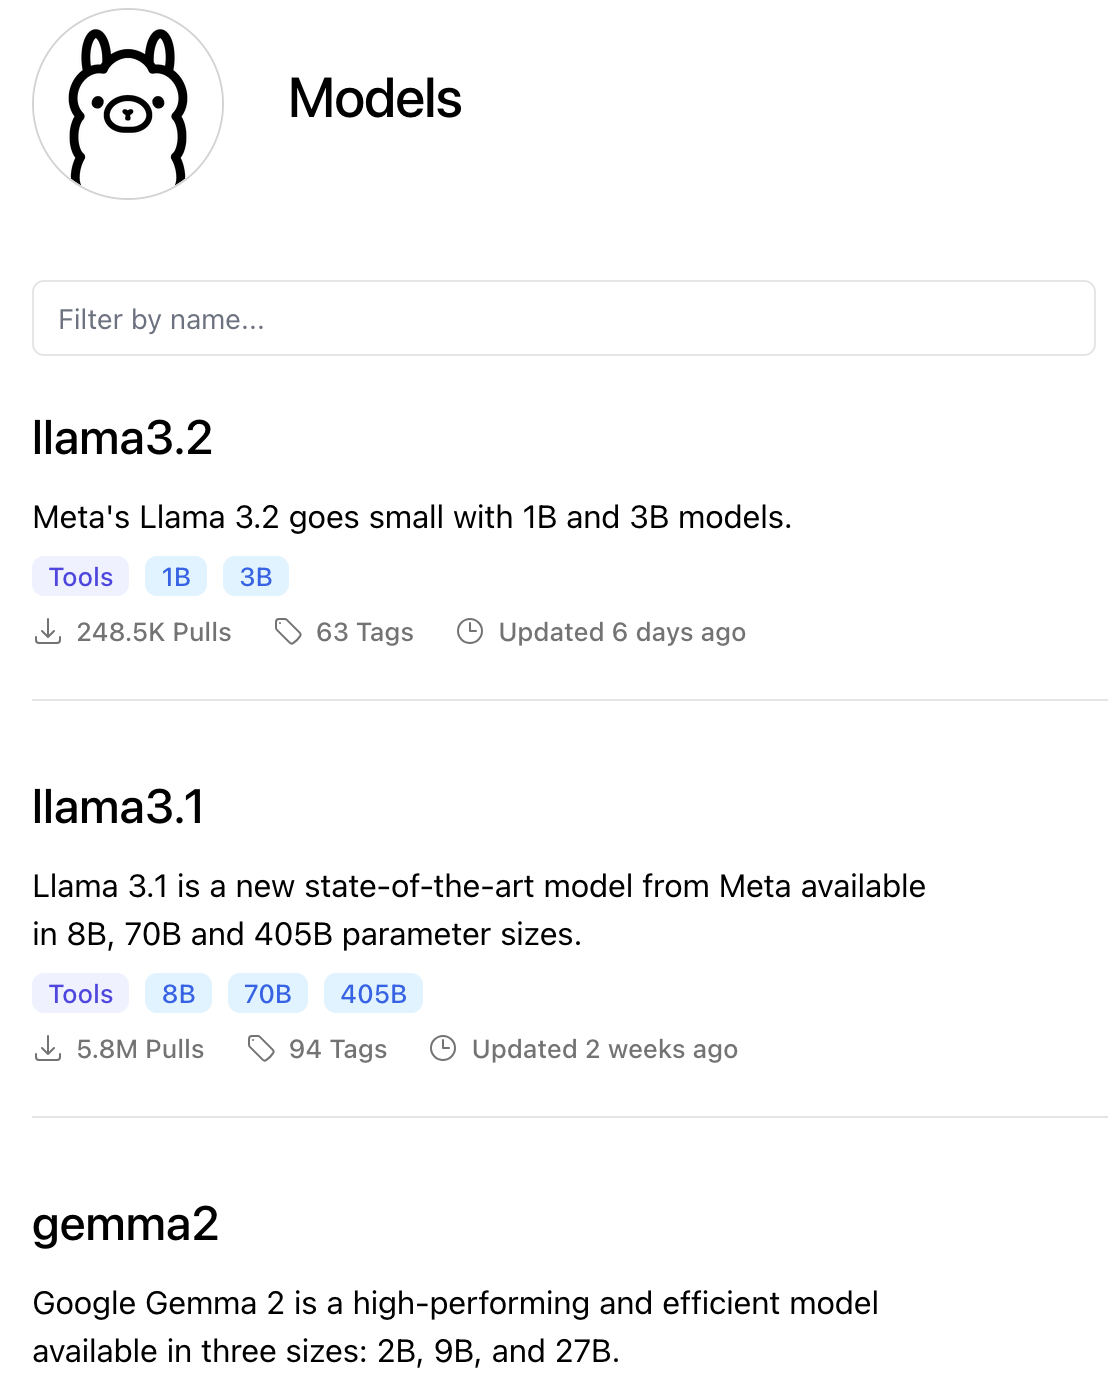 Models
Filter by name...
llama3.2
Meta's Llama 3.2 goes small with 1B and 3B models.
Tools 1B 3B
248.5K Pulls 63 Tags Updated 6 days ago
llama3.1
Llama 3.1 is a new state-of-the-art model from Meta available
in 8B, 70B and 405B parameter sizes.
Tools 8B 70B 405B
5.8M Pulls 94 Tags Updated 2 weeks ago
gemma2
Google Gemma 2 is a high-performing and efficient model
available in three sizes: 2B, 9B, and 27B.